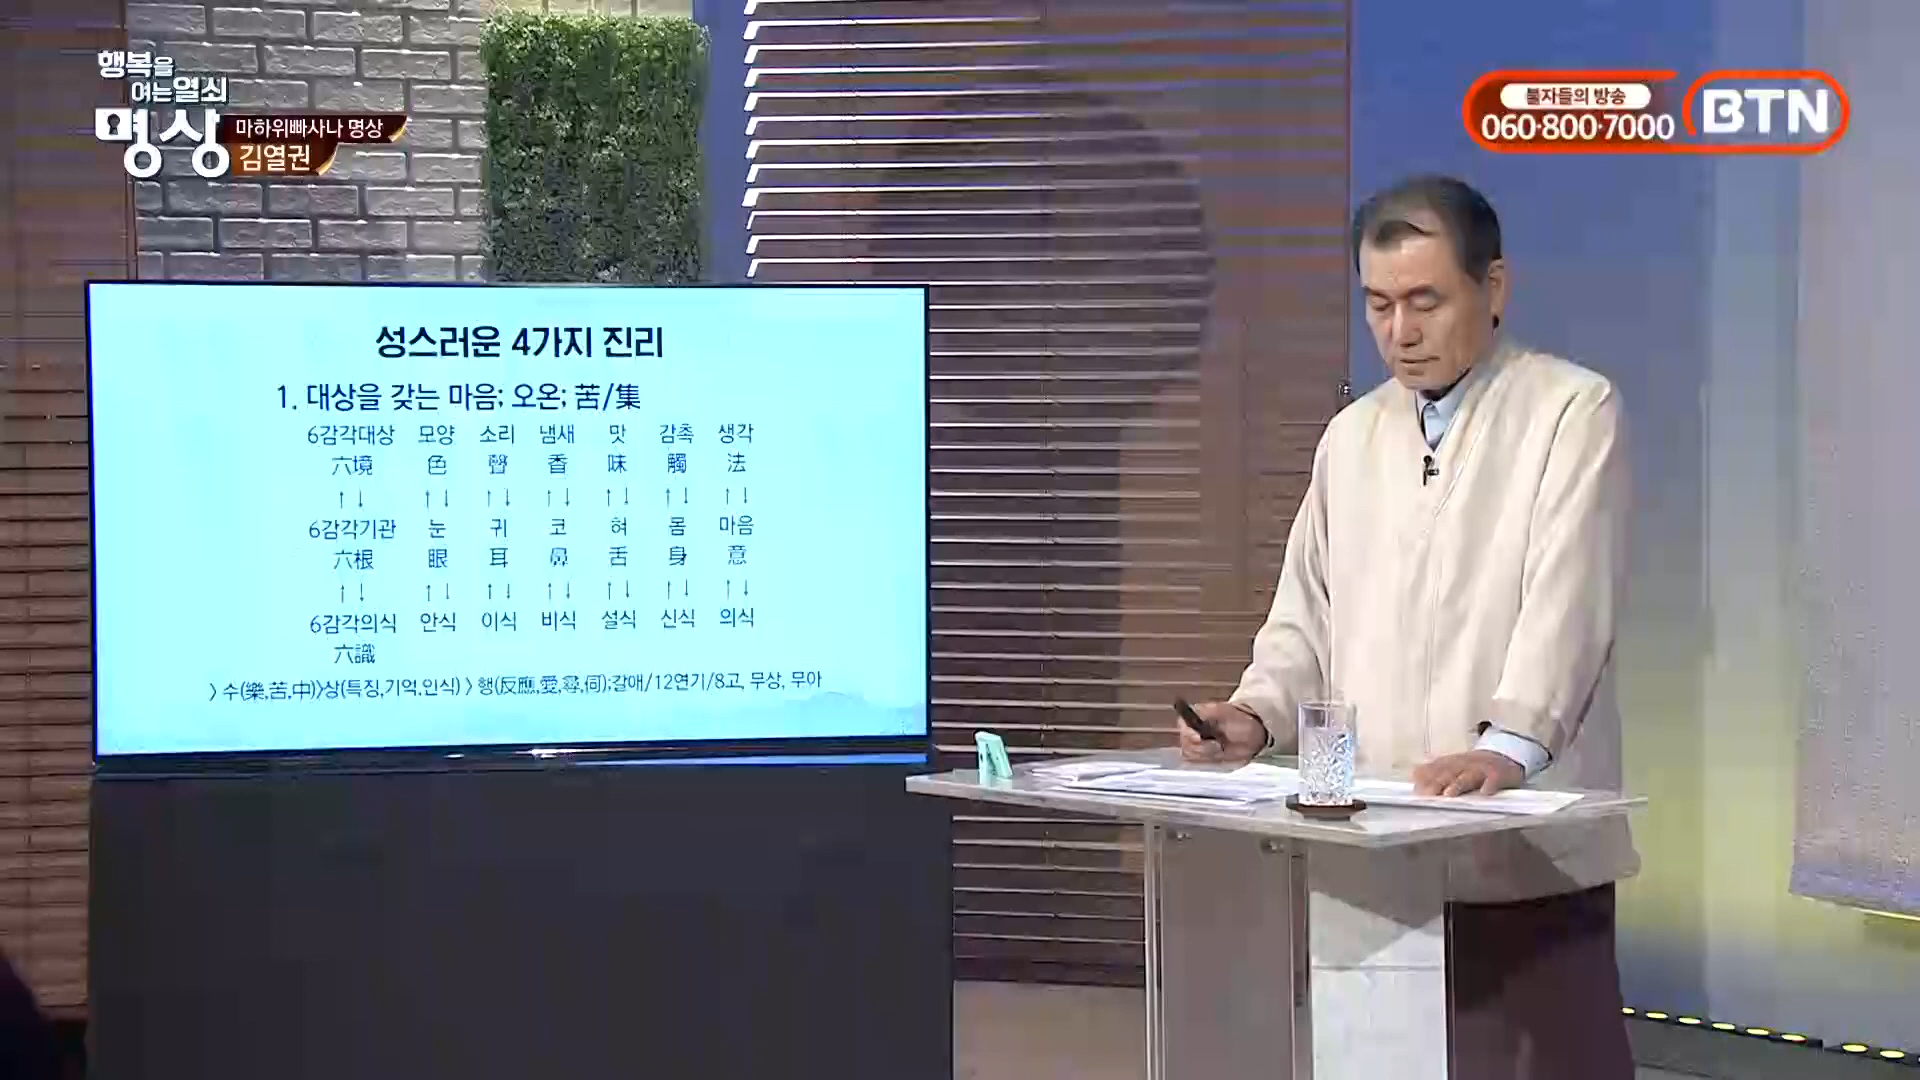 행복을
여는열쇠
명상
마하위빠사나 명상
김열권
불자들의 방송
060·800·7000
BTN
성스러운 4가지 진리
1. 대상을 갖는 마음; 오온; 苦/集
6감각대상 모양 소리 냄새 맛 감촉 생각
六境 色 聲 香 味 觸 法
↑↓ ↑↓ ↑↓ ↑↓ ↑↓ ↑↓ ↑↓
6감각기관 눈 귀 코 혀 몸 마음
六根 眼 耳 鼻 舌 身 意
↑↓ ↑↓ ↑↓ ↑↓ ↑↓ ↑↓ ↑↓
6감각의식 안식 이식 비식 설식 신식 의식
六識
> 수(樂,苦,中)>상(특징,기억,인식) > 행(反應,愛,尋,伺);갈애/12연기/8고, 무상, 무아